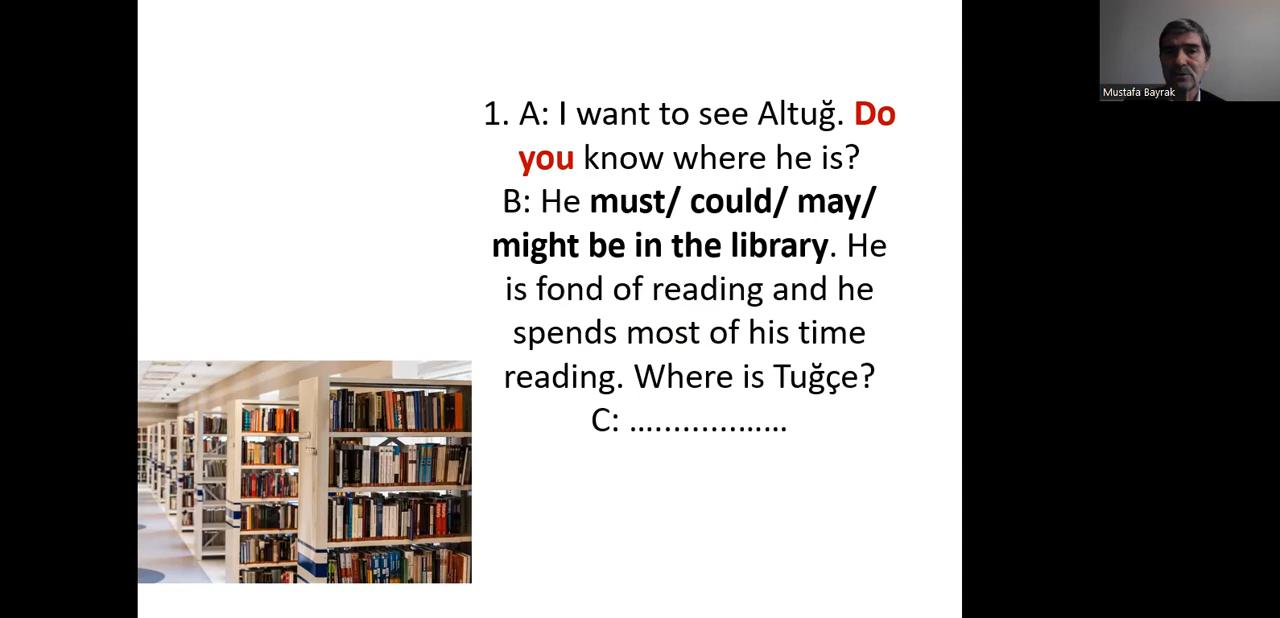 1. A: I want to see Altuğ. Do
you know where he is?
B: He must/ could/ may/
might be in the library. He
is fond of reading and he
spends most of his time
reading. Where is Tuğçe?
C: ….........……
Mustafa Bayrak